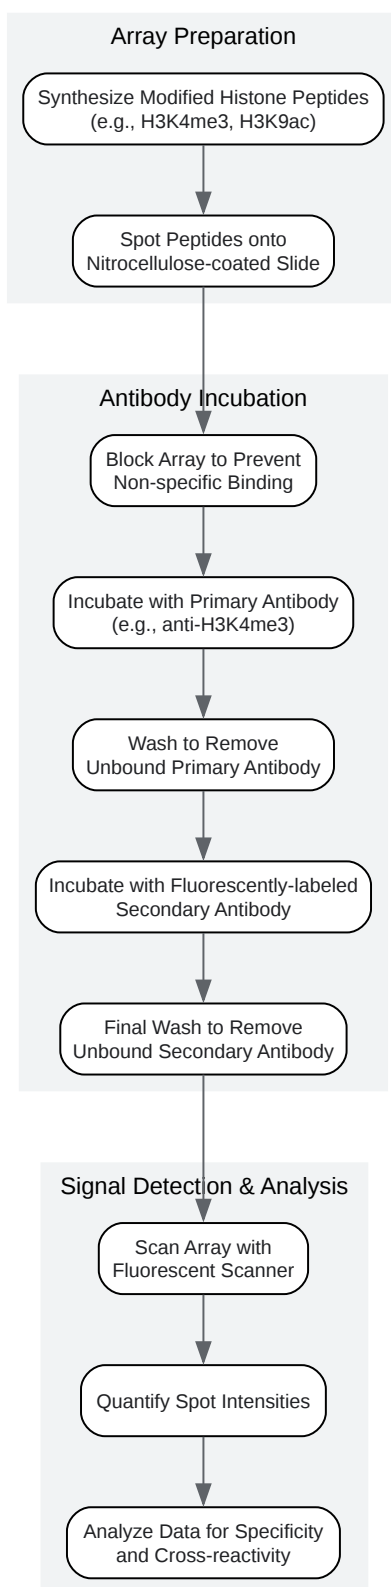 Array Preparation
Synthesize Modified Histone Peptides
(e.g., H3K4me3, H3K9ac)
Spot Peptides onto
Nitrocellulose-coated Slide
Antibody Incubation
Block Array to Prevent
Non-specific Binding
Incubate with Primary Antibody
(e.g., anti-H3K4me3)
Wash to Remove
Unbound Primary Antibody
Incubate with Fluorescently-labeled
Secondary Antibody
Final Wash to Remove
Unbound Secondary Antibody
Signal Detection & Analysis
Scan Array with
Fluorescent Scanner
Quantify Spot Intensities
Analyze Data for Specificity
and Cross-reactivity